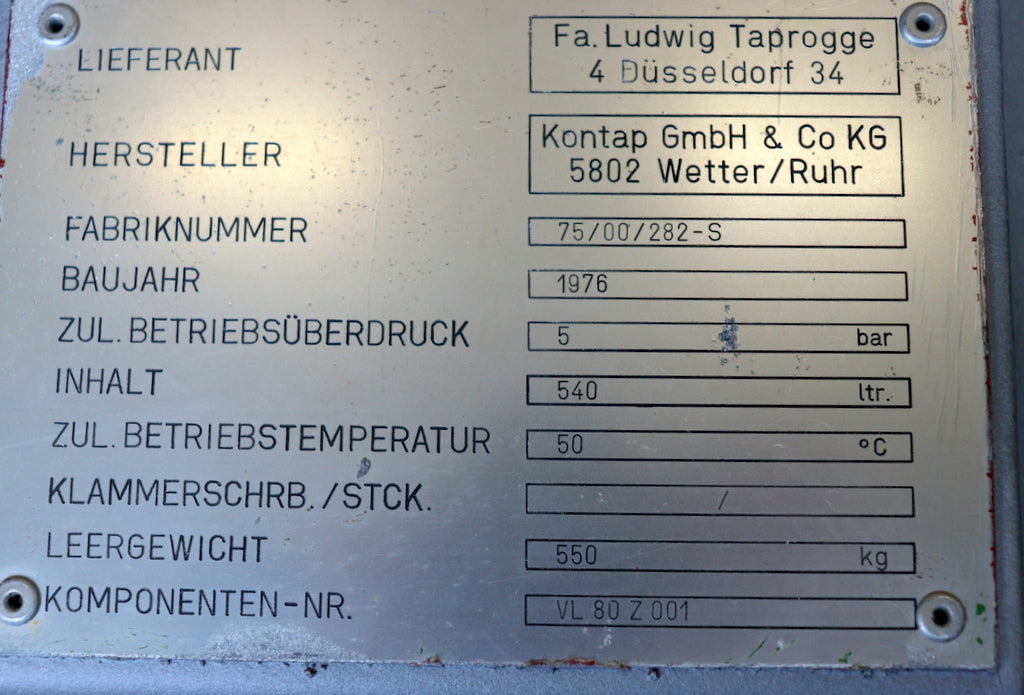 LIEFERANT Fa. Ludwig Taprogge
4 Düsseldorf 34
HERSTELLER Kontap GmbH & Co KG
5802 Wetter/Ruhr
FABRIKNUMMER 75/00/282-S
BAUJAHR 1976
ZUL. BETRIEBSÜBERDRUCK 5 bar
INHALT 540 ltr.
ZUL. BETRIEBSTEMPERATUR 50 °C
KLAMMERSCHRB./STCK. /
LEERGEWICHT 550 kg
KOMPONENTEN-NR. VL 80 Z 001